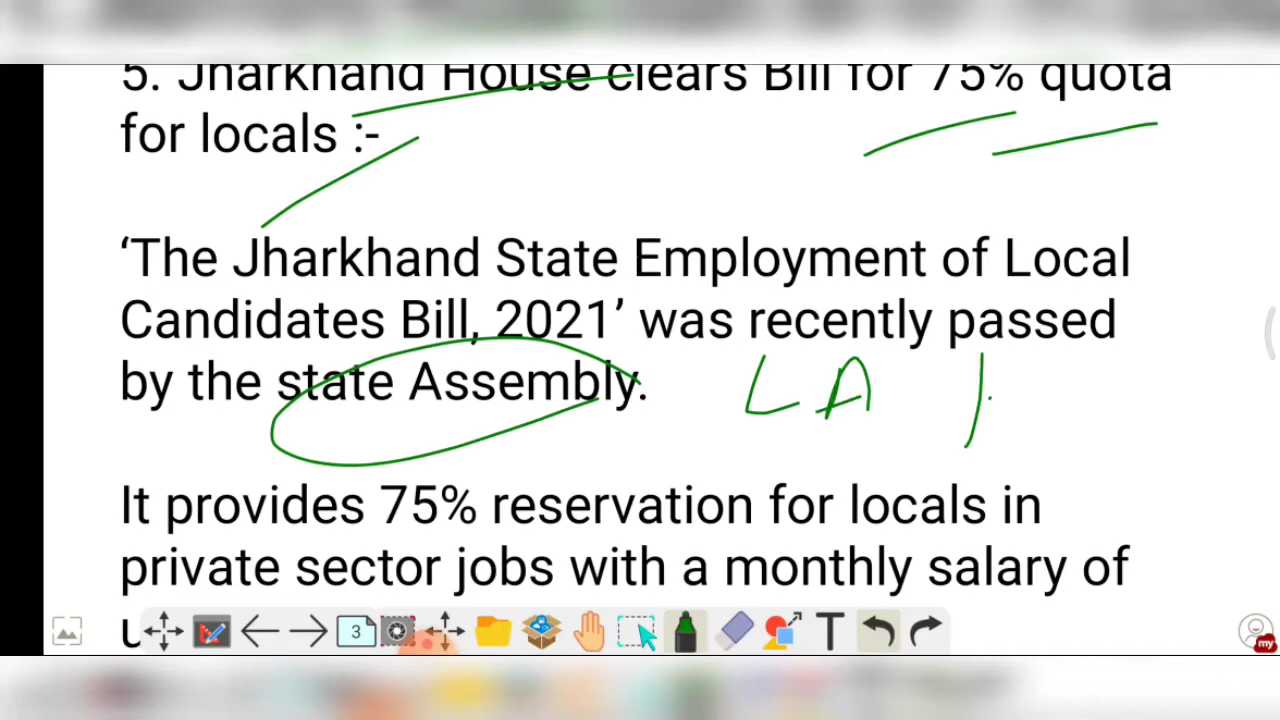 5. Jharkhand House clears Bill for 75% quota
for locals :-
‘The Jharkhand State Employment of Local
Candidates Bill, 2021’ was recently passed
by the state Assembly.
LA
It provides 75% reservation for locals in
private sector jobs with a monthly salary of
3
T
my